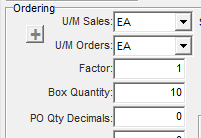 Ordering
U/M Sales: EA
U/M Orders: EA
Factor: 1
Box Quantity: 10
PO Qty Decimals: 0